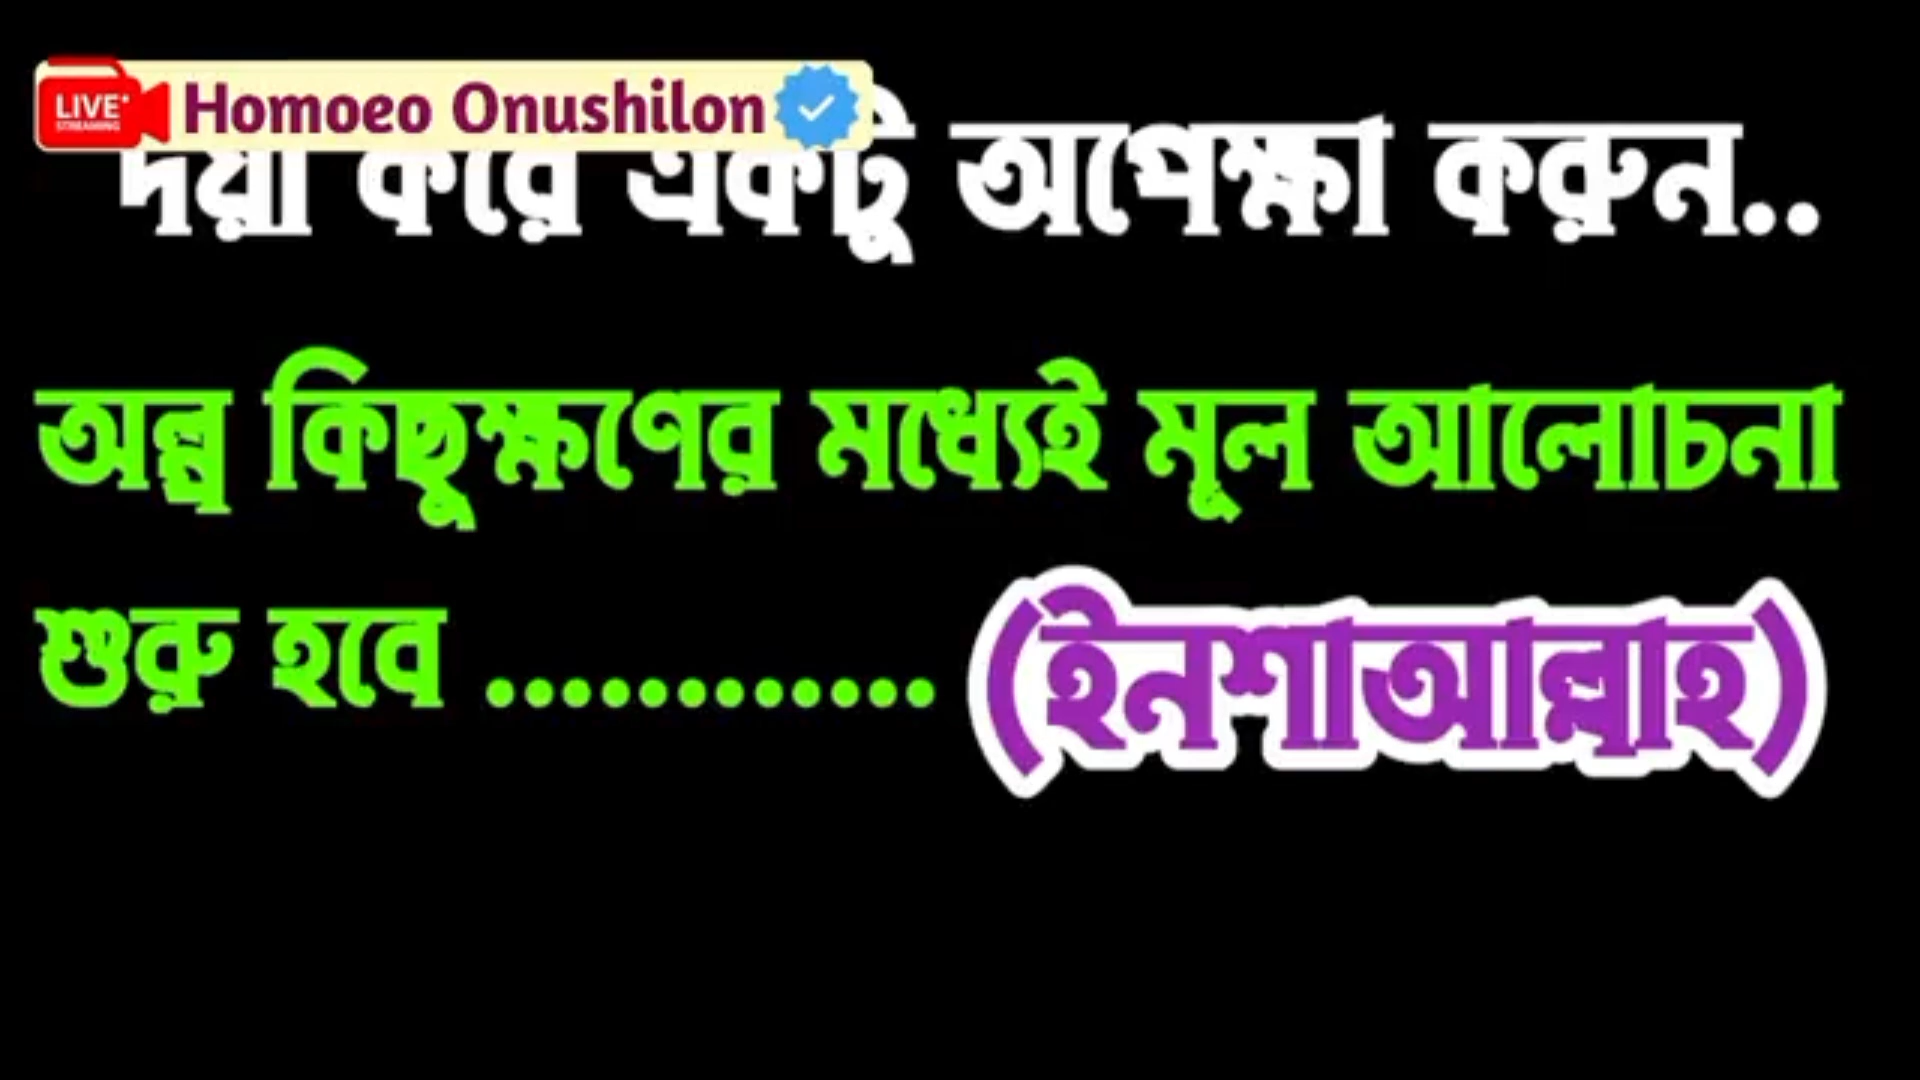 LIVE
STREAMING
Homoeo Onushilon
দয়া করে একটু অপেক্ষা করুন..
অল্প কিছুক্ষণের মধ্যেই মূল আলোচনা
শুরু হবে ............ (ইনশাআল্লাহ)